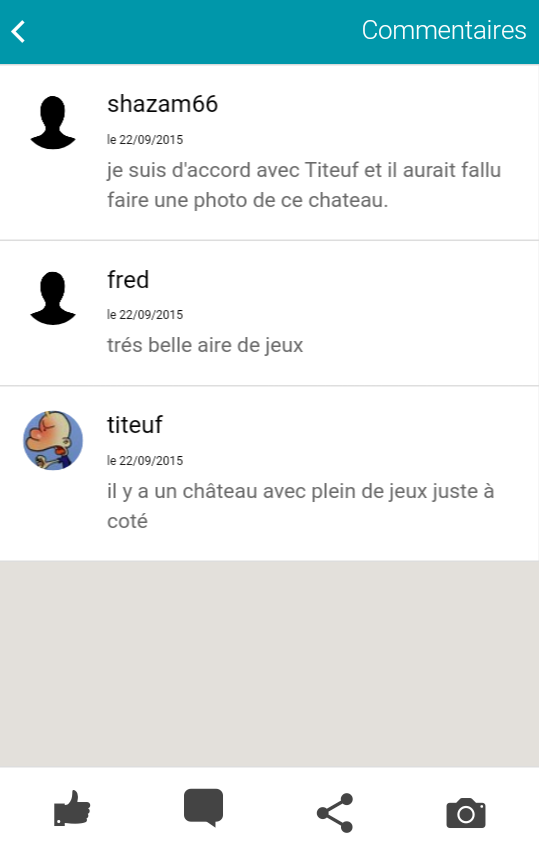 Commentaires
shazam66
le 22/09/2015
je suis d'accord avec Titeuf et il aurait fallu
faire une photo de ce chateau.
fred
le 22/09/2015
trés belle aire de jeux
titeuf
le 22/09/2015
il y a un château avec plein de jeux juste à
coté